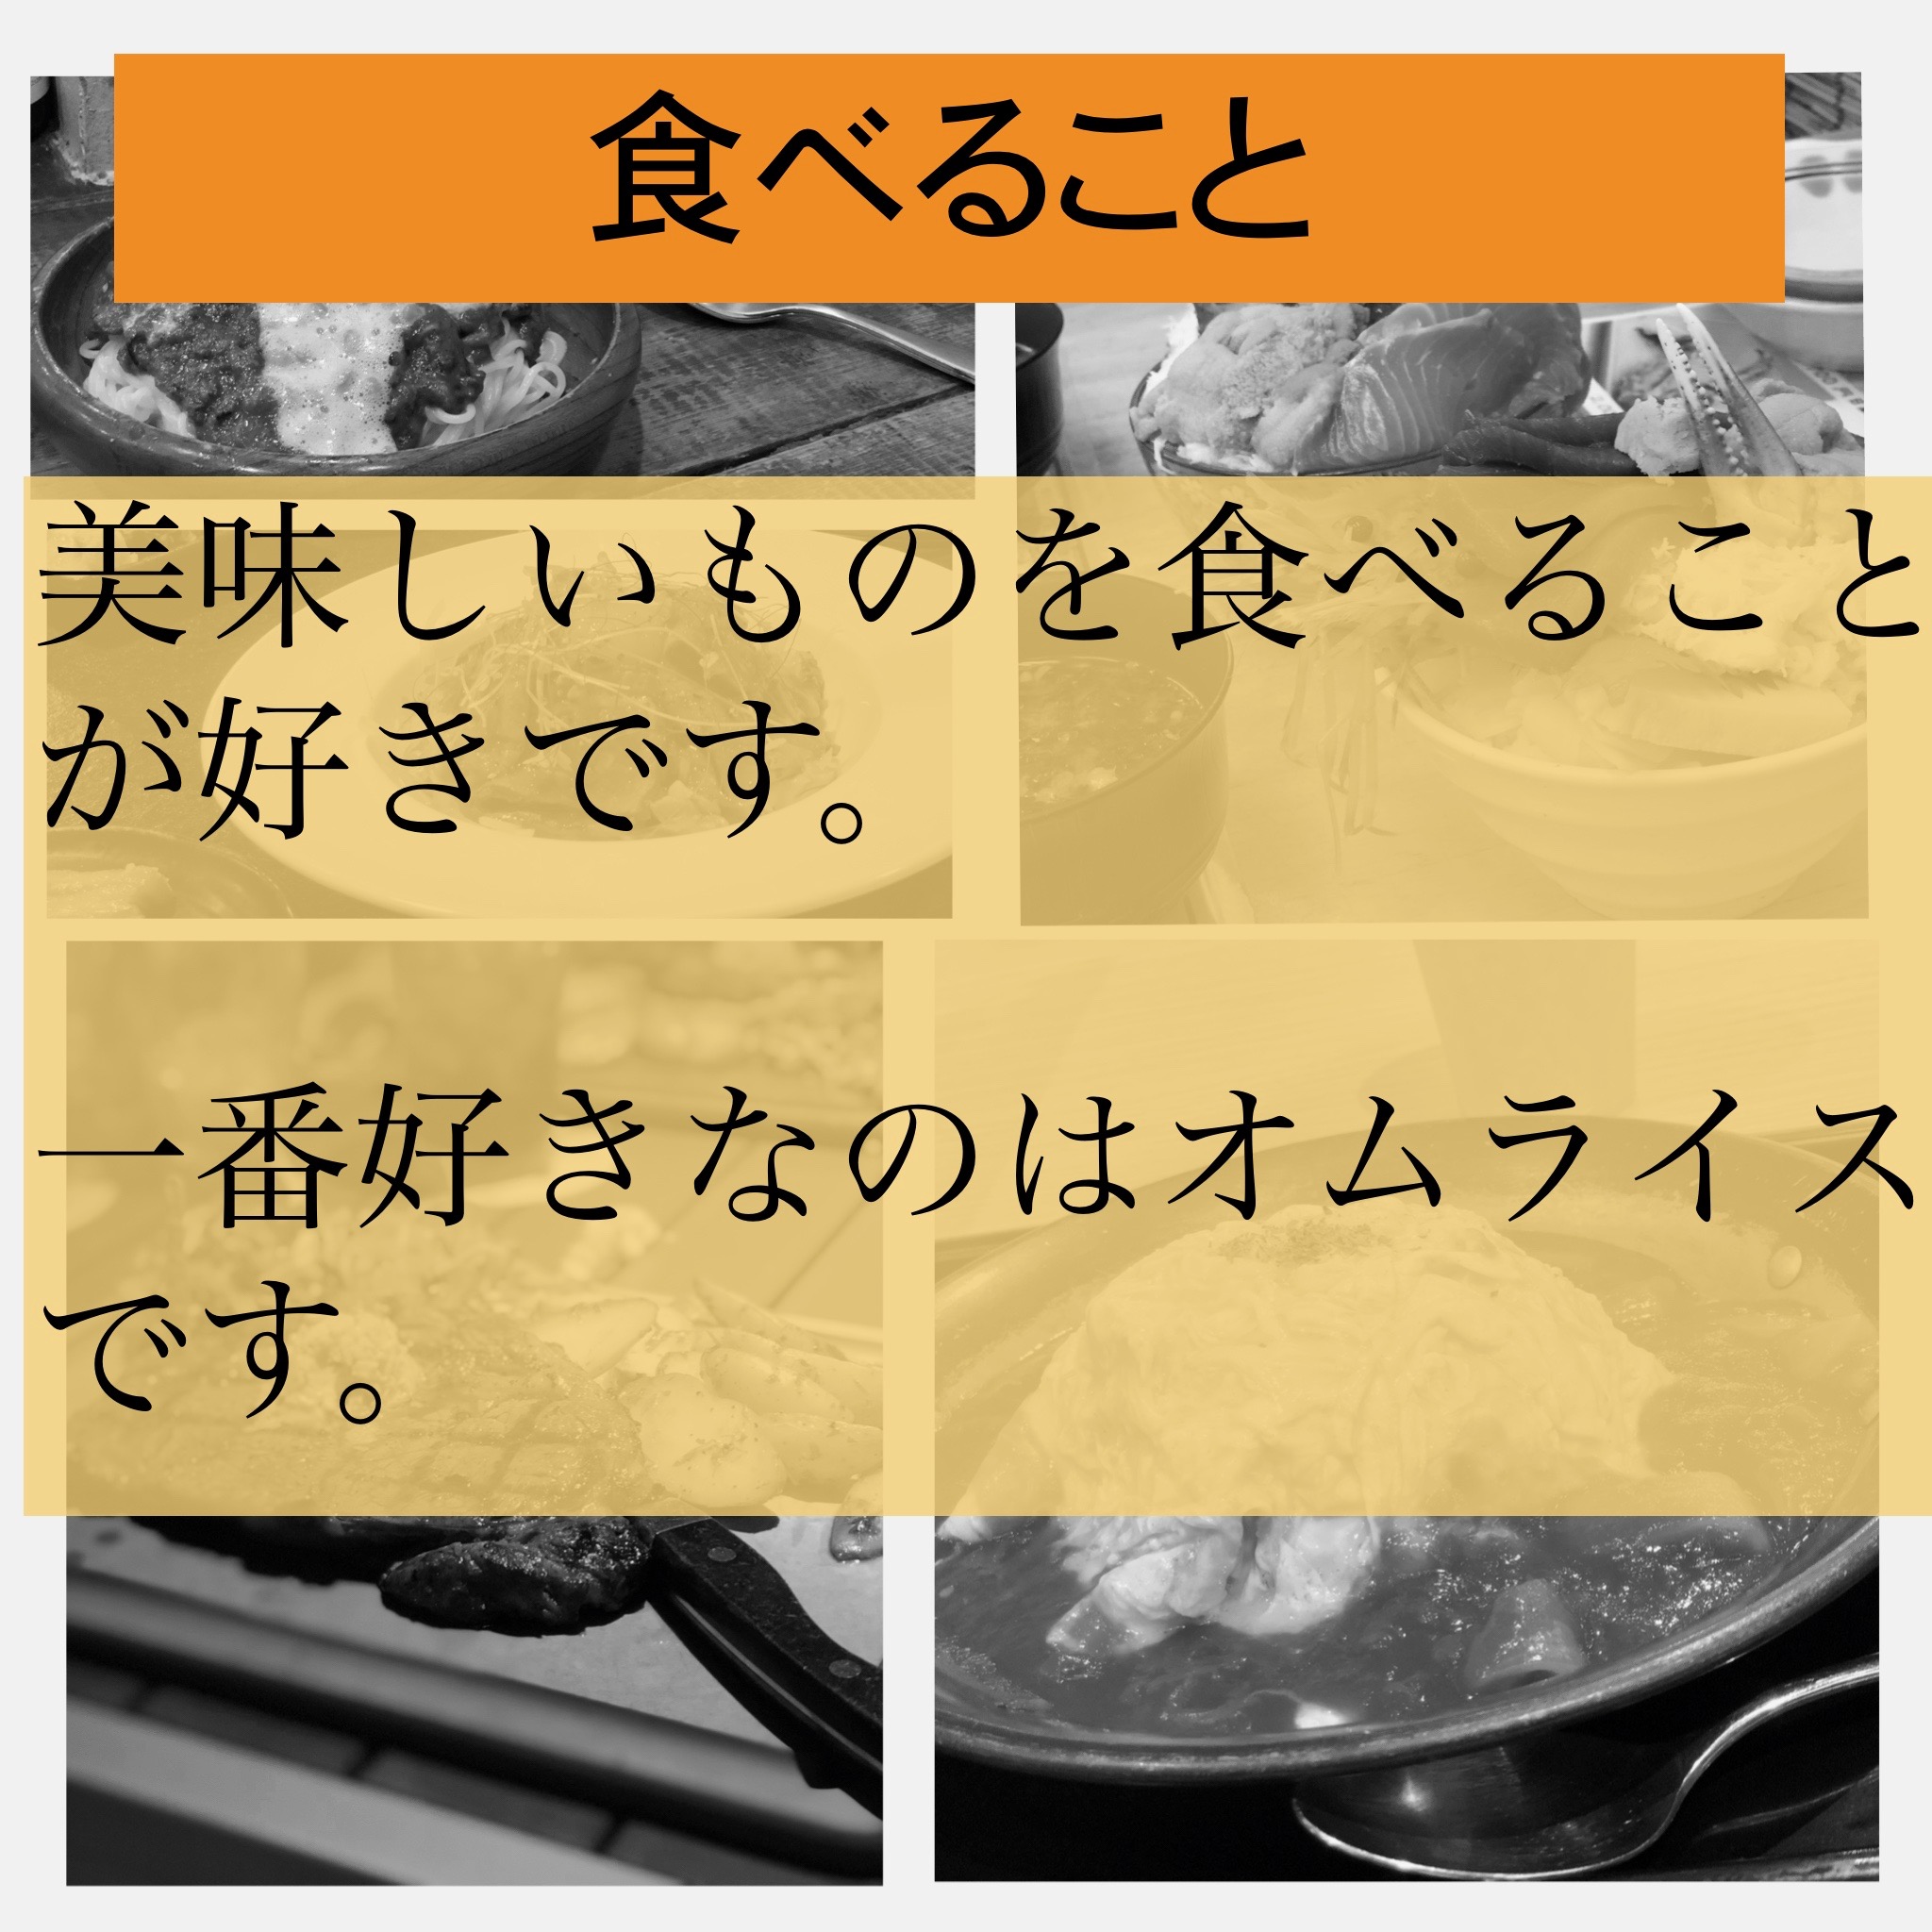 食べること
美味しいものを食べること
が好きです。
一番好きなのはオムライス
です。